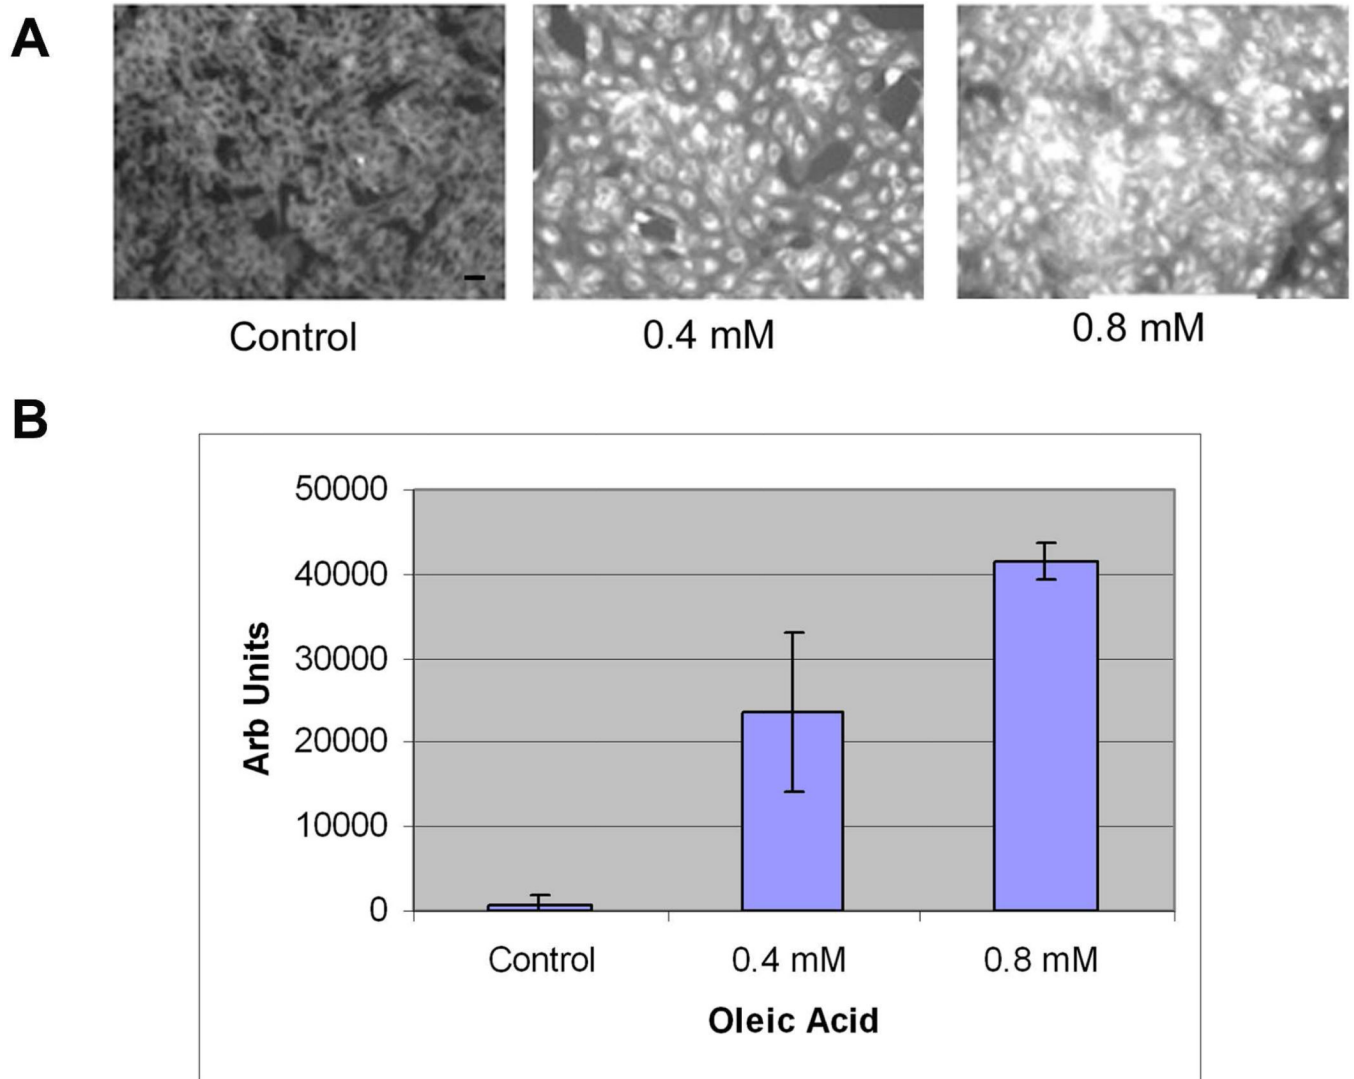 A
Control
0.4 mM
0.8 mM
B
50000
40000
30000
20000
10000
0
Arb Units
Control
0.4 mM
0.8 mM
Oleic Acid